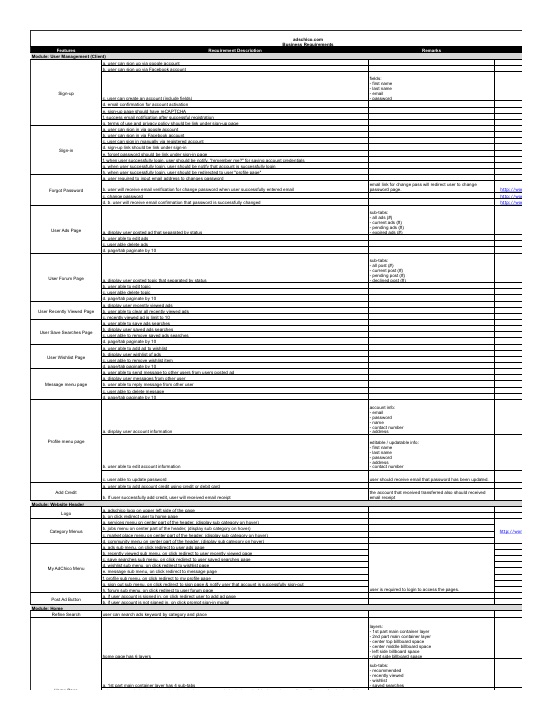 adschico.com
Business Requirements
Features Requirement Description Remarks
Module: User Management (Client)
Sign-up
a. user can sign up via google account
b. user can sign up via Facebook account
c. user can create an account (include fields)
fields:
- first name
- last name
- email
- password
d. email confirmation for account activation
e. sign-up page should have reCAPTCHA
f. success email notification after successful registration
g. terms of use and privacy policy should be link under sign-up page
Sign-in
a. user can sign in via google account
b. user can sign in via Facebook account
c. user can sign in manually via registered account
d. sign-up link should be link under sign-in
e. forgot password should be link under sign-in page
f. when user successfully login, user should be notify "Remember me?" for saving account credentials
g. when user successfully login, user should be notify that account is successfully login
h. when user successfully login, user should be redirected to user "profile page"
Forgot Password
a. user required to input email address to changes password
b. user will receive email verification for change password when user successfully entered email
email link for change pass will redirect user to change
password page.
c. change password
d. b. user will receive email confirmation that password is successfully changed
User Ads Page
a. display user posted ad that separated by status
sub-tabs:
- all ads (#)
- current ads (#)
- pending ads (#)
- expired ads (#)
b. user able to edit ads
c. user able delete ads
d. page/tab paginate by 10
User Forum Page
a. display user posted topic that separated by status
sub-tabs:
- all post (#)
- current post (#)
- pending post (#)
- declined post (#)
b. user able to edit topic
c. user able delete topic
d. page/tab paginate by 10
User Recently Viewed Page
a. display user recently viewed ads
b. user able to clear all recently viewed ads
c. recently viewed ad is limit to 10
User Save Searches Page
a. user able to save ads searches
b. display user saved ads searches
c. user able to remove saved ads searches
d. page/tab paginate by 10
User Wishlist Page
a. user able to add ad to wishlist
b. display user wishlist of ads
c. user able to remove wishlist item
d. page/tab paginate by 10
Message menu page
a. user able to send message to other users from users posted ad
a. display user messages from other user
b. user able to reply message from other user
c. user able to delete message
d. page/tab paginate by 10
Profile menu page
a. display user account information
account info:
- email
- password
- name
- contact number
- address
b. user able to edit account information
editable / updatable info:
- first name
- last name
- password
- address
- contact number
c. user able to update password
user should receive email that password has been updated
Add Credit
a. user able to add account credit using credit or debit card
b. if user successfully add credit, user will received email receipt
the account that received transferred also should received
email receipt
Module: Website Header
Logo
a. adschico logo on upper left side of the page
b. on click redirect user to home page
Category Menus
a. services menu on center part of the header, (display sub category on hover)
b. jobs menu on center part of the header, (display sub category on hover)
c. market place menu on center part of the header, (display sub category on hover)
d. community menu on center part of the header, (display sub category on hover)
My AdChico Menu
a. ads sub menu, on click redirect to user ads page
b. recently viewed sub menu, on click redirect to user recently viewed page
c. save searches sub menu, on click redirect to user saved searches page
d. wishlist sub menu, on click redirect to wishlist page
e. message sub menu, on click redirect to message page
f. profile sub menu, on click redirect to my profile page
g. sign out sub menu, on click redirect to sign page & notify user that account is successfully sign-out
h. forum sub menu, on click redirect to user forum page
user is required to login to access the pages.
Post Ad Button
a. if user account is signed in, on click redirect user to add ad page
b. if user account is not signed in, on click prompt sign-in modal
Module: Home
Refine Search
user can search ads keyword by category and place
home page has 6 layers
layers:
- 1st part main container layer
- 2nd part main container layer
- center top billboard space
- center middle billboard space
- left side billboard space
- right side billboard space
a. 1st part main container layer has 4 sub-tabs
sub-tabs:
- recommended
- recently viewed
- wishlist
- saved searches